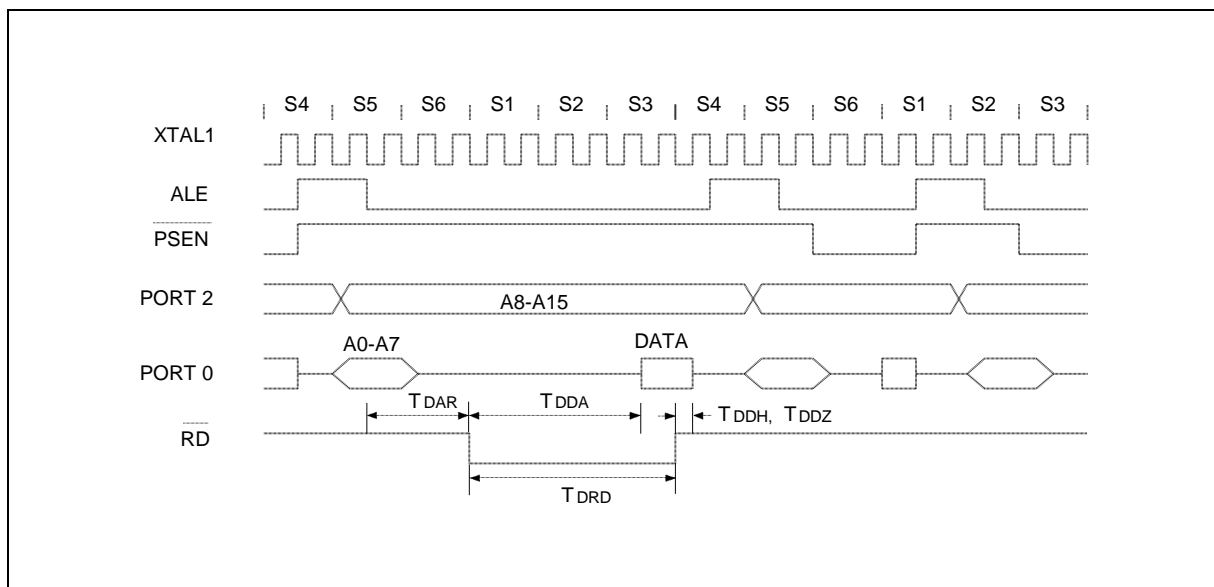 S4 S5 S6 S1 S2 S3 S4 S5 S6 S1 S2 S3
XTAL1
ALE
PSEN
PORT 2
A8-A15
A0-A7
DATA
PORT 0
TDAR
TDDA
TDDH, TDDZ
RD
TDRD